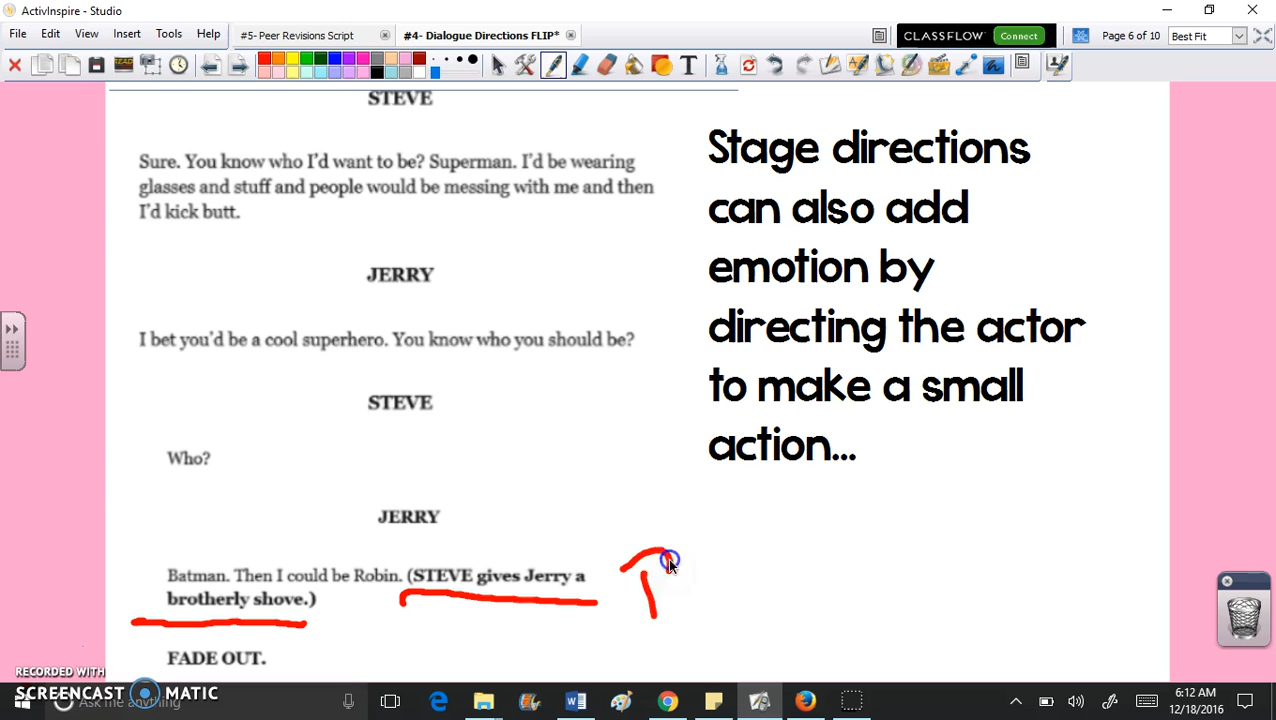 ActivInspire - Studio
File Edit View Insert Tools Help
#5- Peer Revisions Script
#4- Dialogue Directions FLIP*
CLASSFLOW Connect
Page 6 of 10
Best Fit
STEVE
Sure. You know who I'd want to be? Superman. I'd be wearing
glasses and stuff and people would be messing with me and then
I'd kick butt.
JERRY
I bet you'd be a cool superhero. You know who you should be?
STEVE
Who?
JERRY
Batman. Then I could be Robin. (STEVE gives Jerry a
brotherly shove.)
FADE OUT.
Stage directions
can also add
emotion by
directing the actor
to make a small
action...
RECORDED WITH
SCREENCAST MATIC
Ask me anything
6:12 AM
12/18/2016